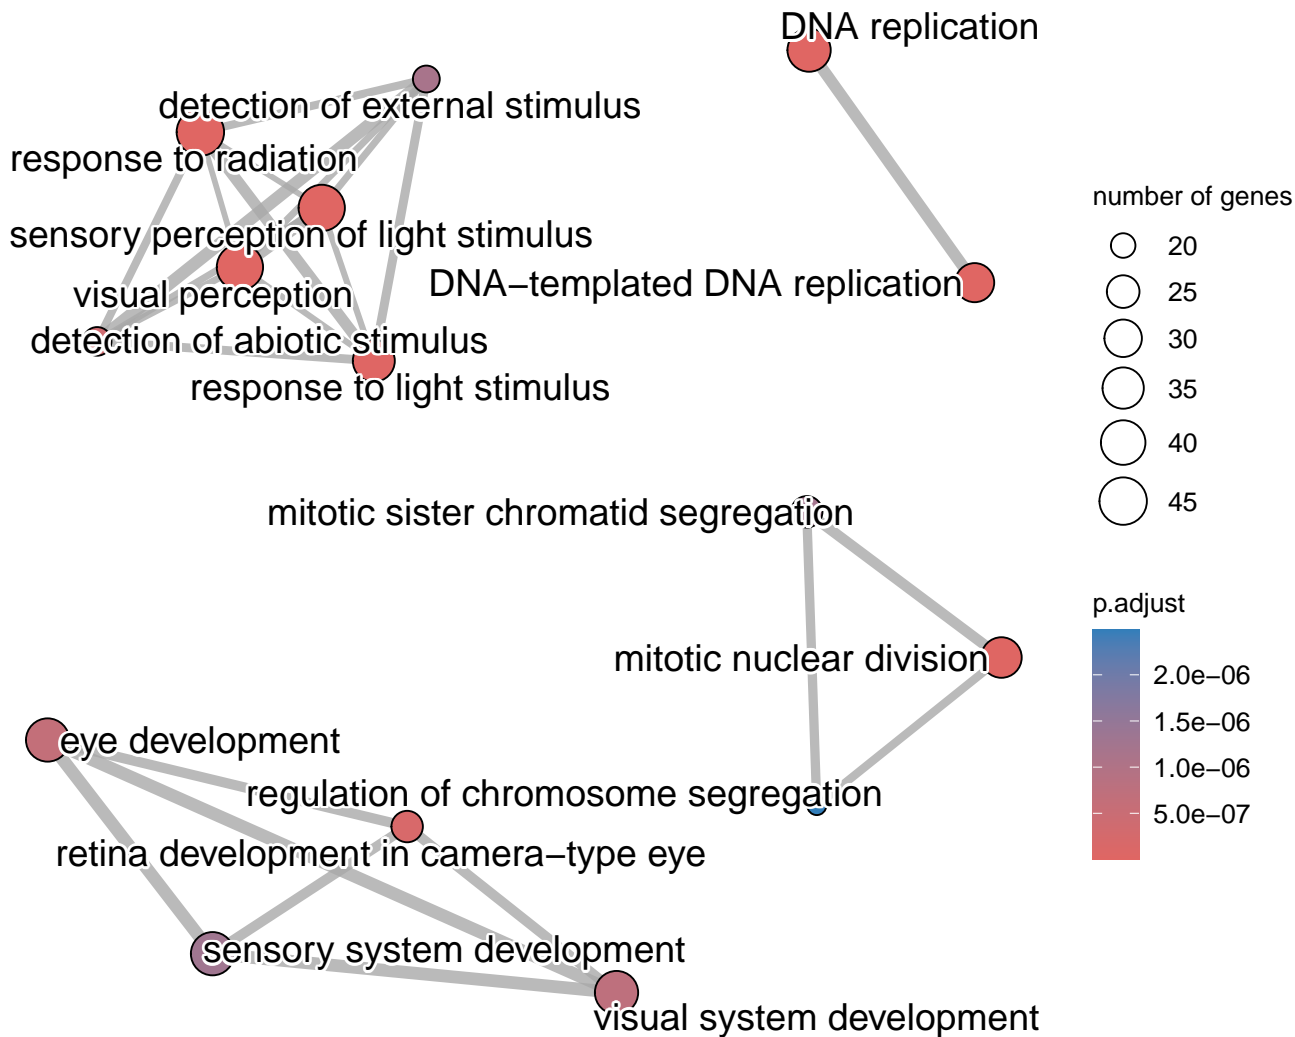 DNA replication
detection of external stimulus
response to radiation
sensory perception of light stimulus
DNA−templated DNA replication
visual perception
detection of abiotic stimulus
response to light stimulus
mitotic sister chromatid segregation
mitotic nuclear division
eye development
regulation of chromosome segregation
retina development in camera−type eye
sensory system development
visual system development
number of genes
20
25
30
35
40
45
p.adjust
2.0e−06
1.5e−06
1.0e−06
5.0e−07